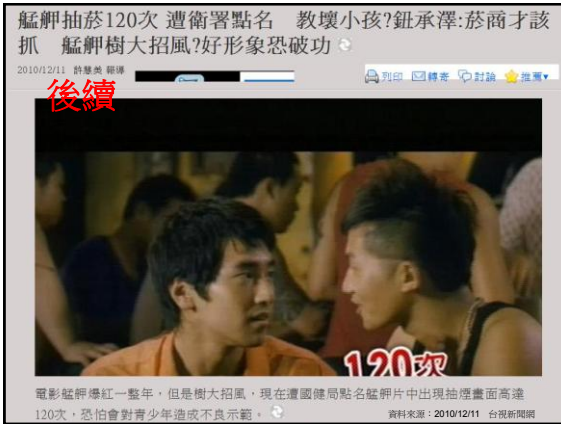 艋舺抽菸120次 遭衛署點名　教壞小孩?鈕承澤:菸商才該
抓　艋舺樹大招風?好形象恐破功
2010/12/11 許慧美 報導
列印 轉寄 討論 推薦▾
後續
120次
電影艋舺爆紅一整年，但是樹大招風，現在遭國健局點名艋舺片中出現抽煙畫面高達
120次，恐怕會對青少年造成不良示範。
資料來源：2010/12/11 台視新聞網